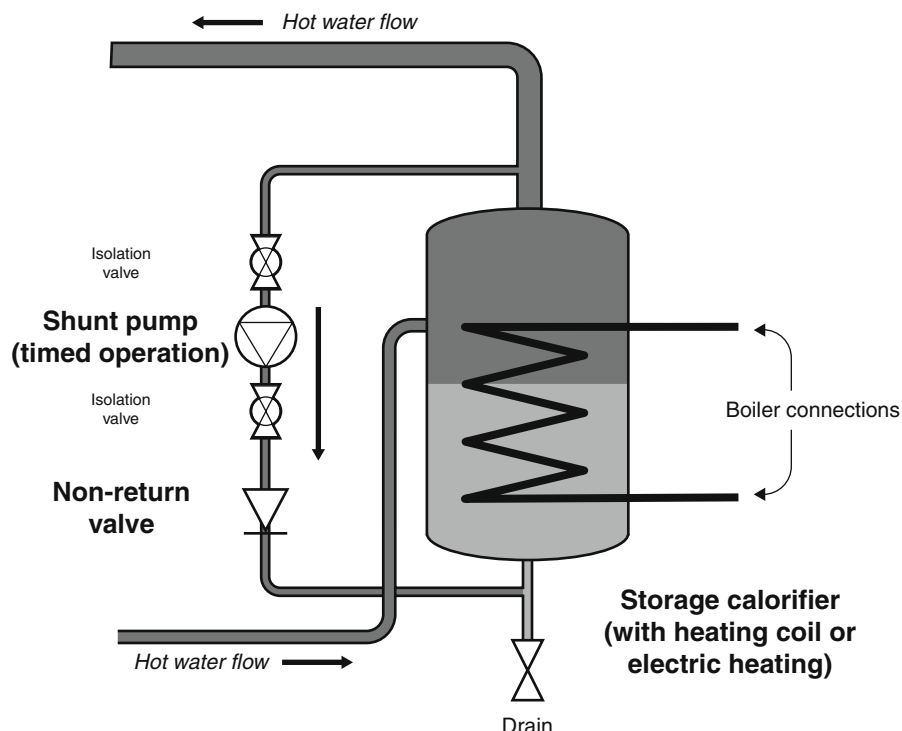 Hot water flow
Isolation
valve
Shunt pump
(timed operation)
Isolation
valve
Boiler connections
Non-return
valve
Storage calorifier
(with heating coil or
electric heating)
Hot water flow
Drain